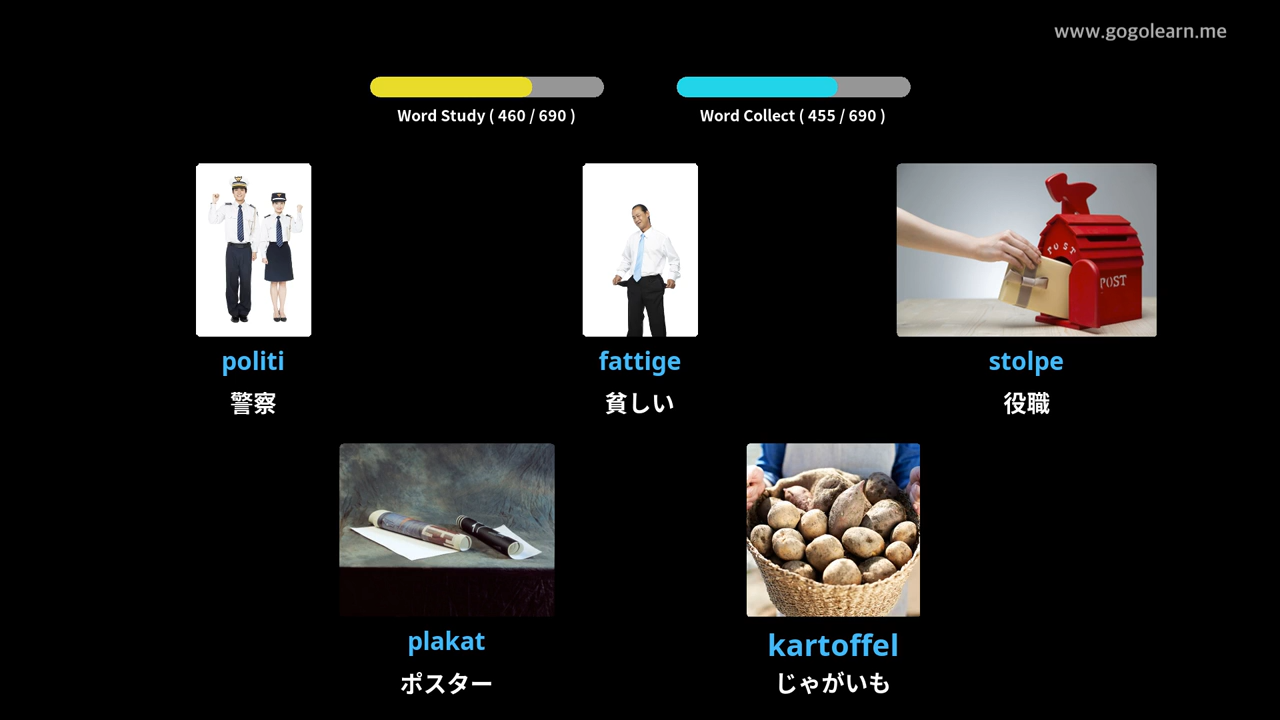 www.gogolearn.me
Word Study ( 460 / 690 )
Word Collect ( 455 / 690 )
POST
POST
politi
fattige
stolpe
警察
貧しい
役職
plakat
kartoffel
ポスター
じゃがいも